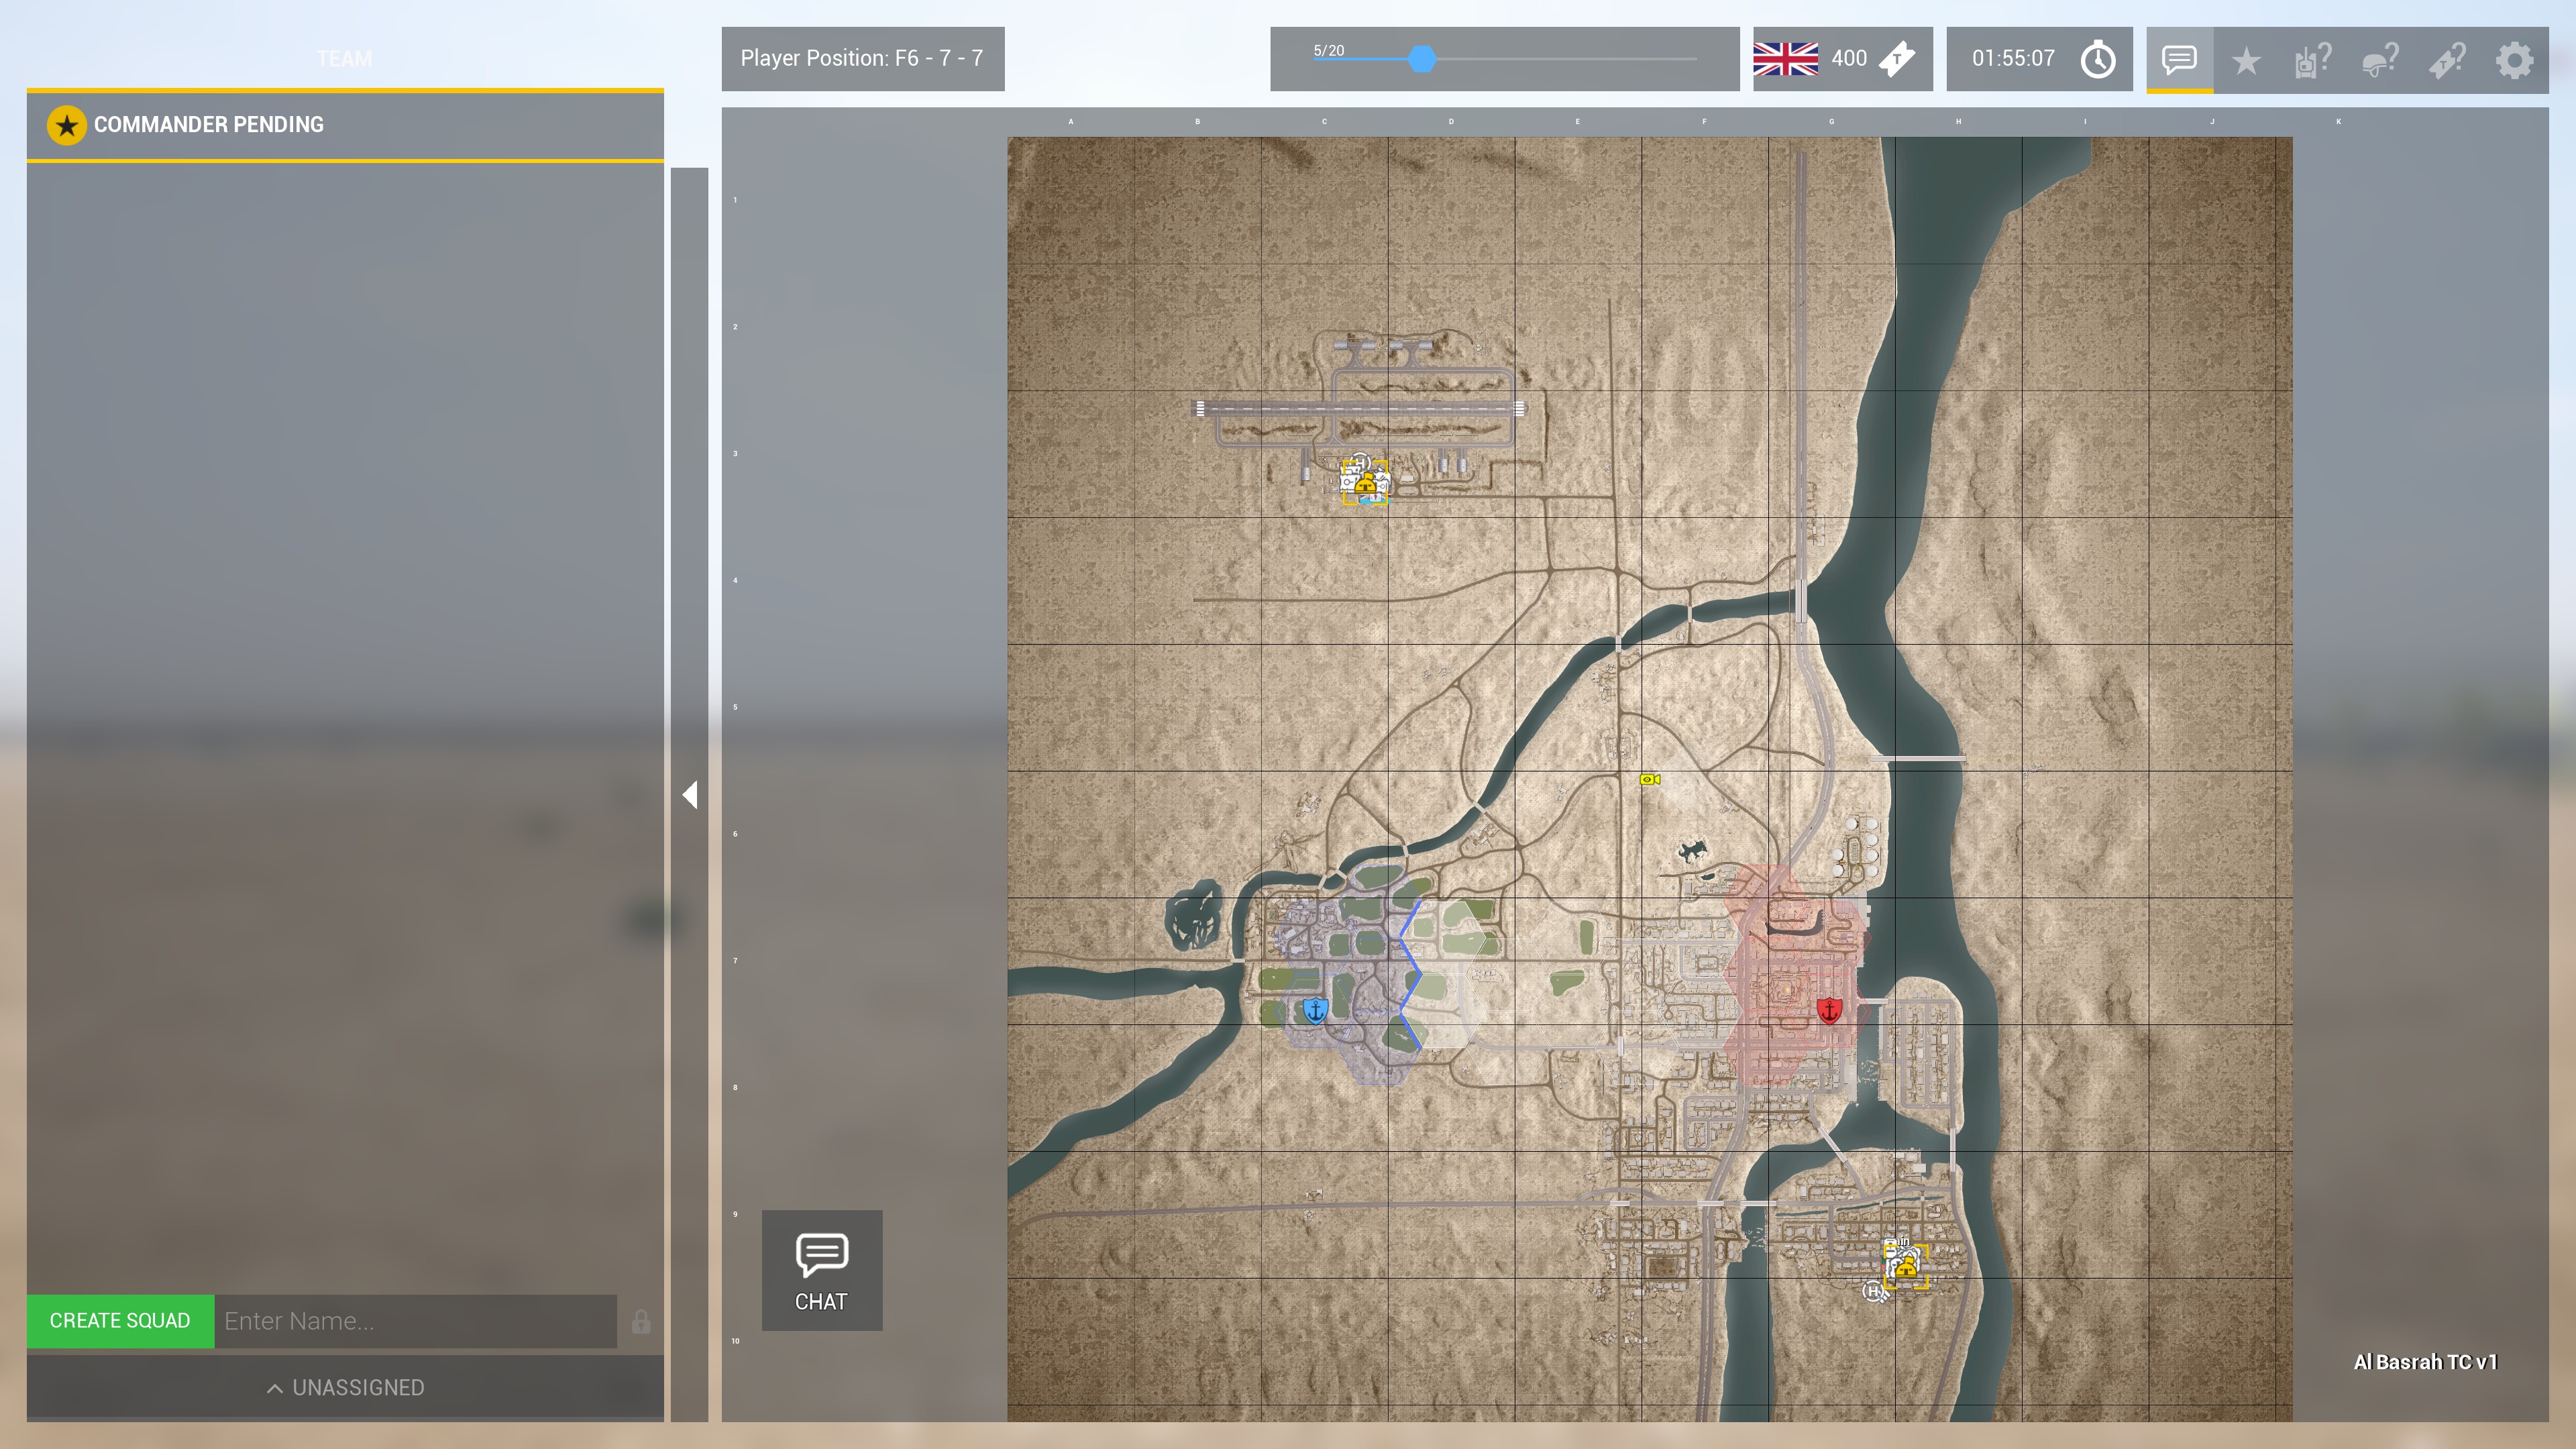 TEAM
Player Position: F6 - 7 - 7
5/20
400
T
01:55:07
?
?
T?
COMMANDER PENDING
A B C D E F G H I J K
1
2
3
H
4
5
6
7
8
9
10
H
CHAT
CREATE SQUAD
Enter Name...
UNASSIGNED
Al Basrah TC v1